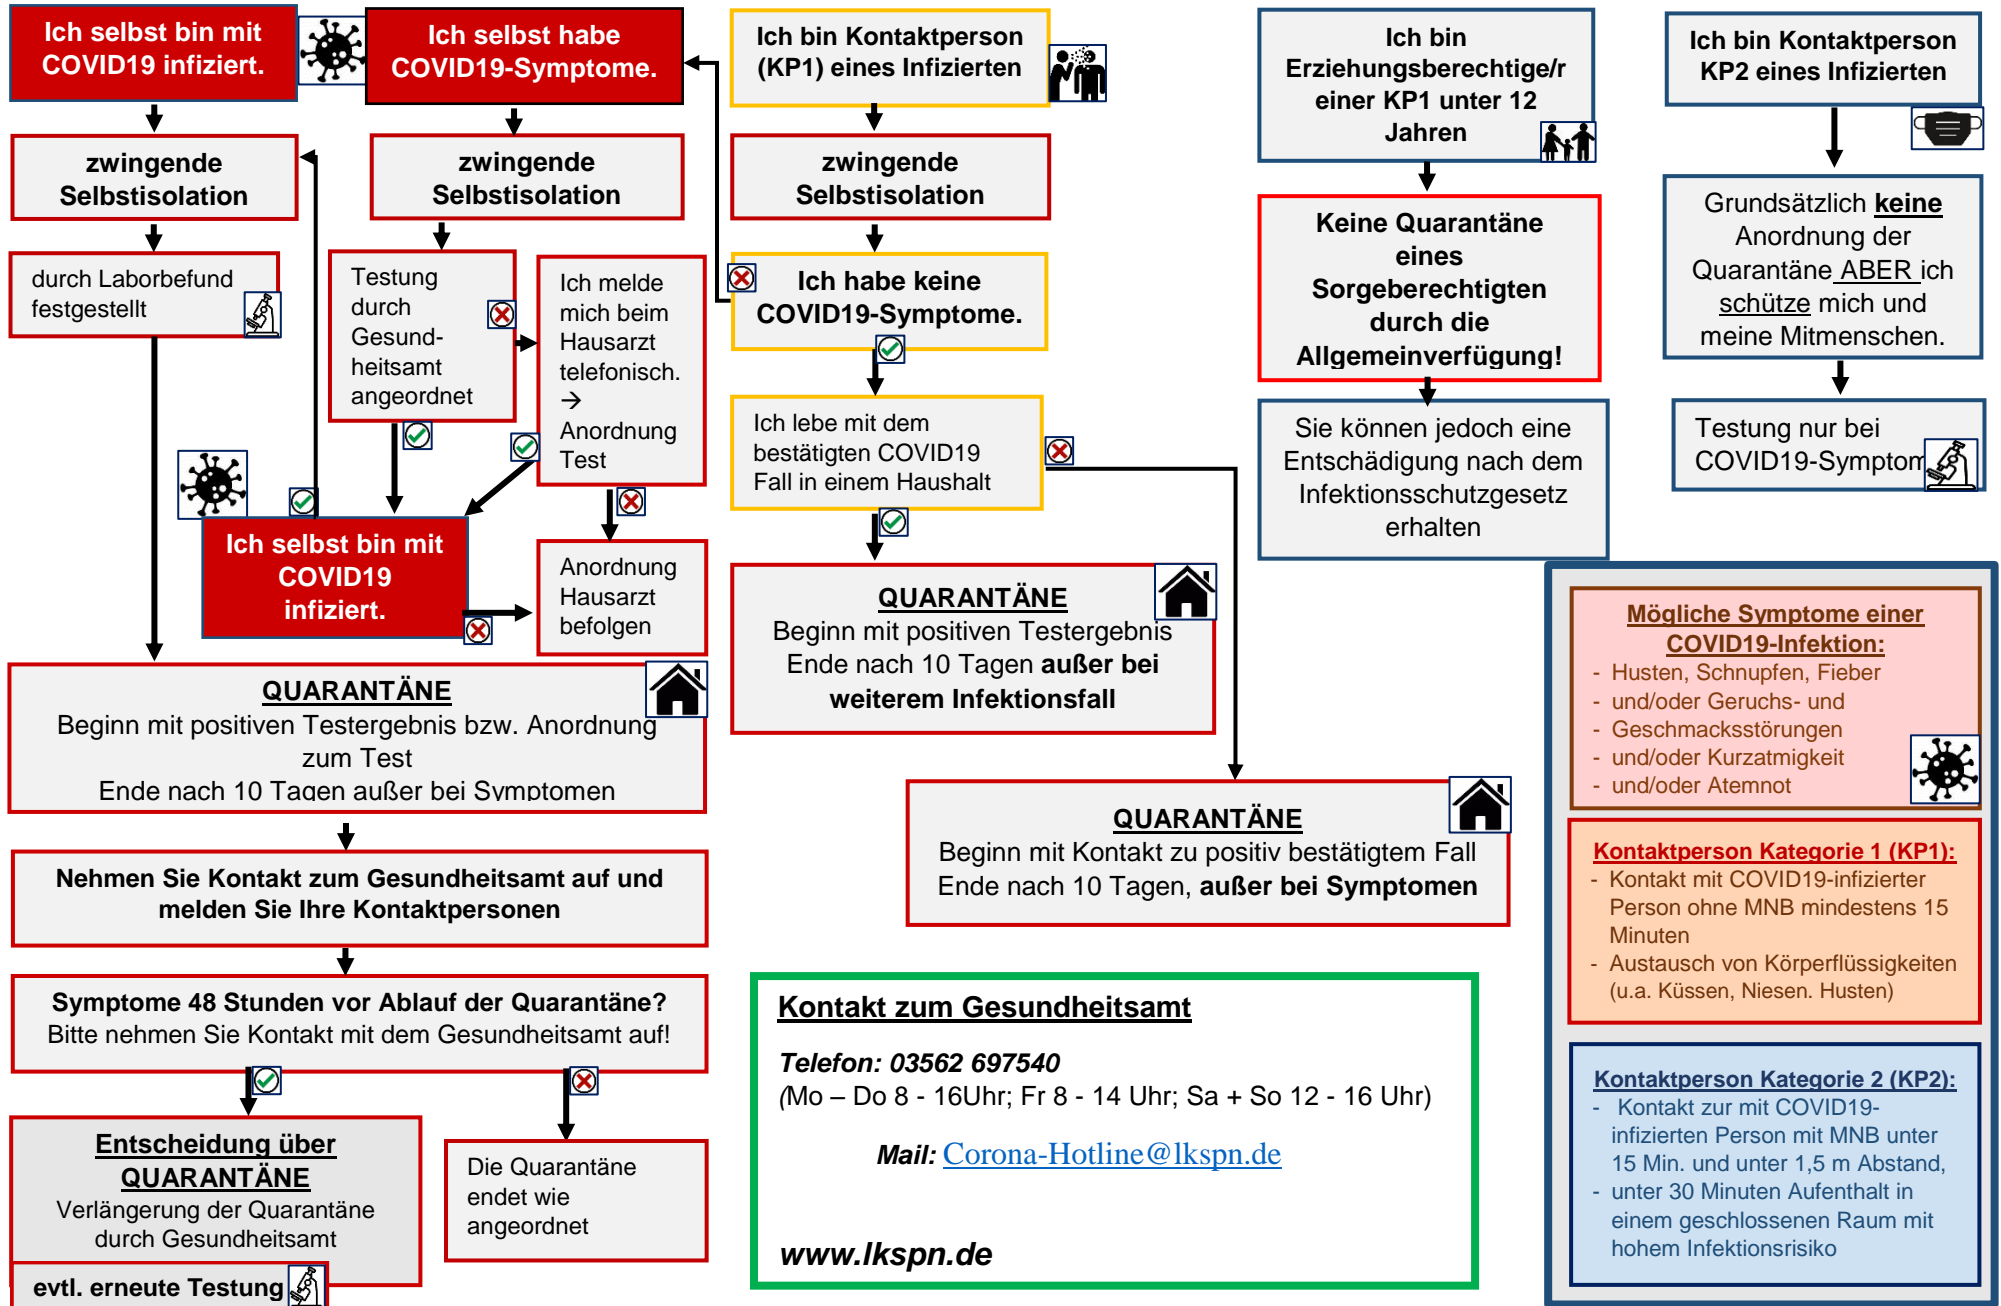 Ich selbst bin mit
COVID19 infiziert.
zwingende
Selbstisolation
durch Laborbefund
festgestellt
Ich selbst habe
COVID19-Symptome.
zwingende
Selbstisolation
Testung
durch
Gesund-
heitsamt
angeordnet
Ich melde
mich beim
Hausarzt
telefonisch.
→
Anordnung
Test
Ich selbst bin mit
COVID19
infiziert.
Anordnung
Hausarzt
befolgen
QUARANTÄNE
Beginn mit positiven Testergebnis bzw. Anordnung
zum Test
Ende nach 10 Tagen außer bei Symptomen
Nehmen Sie Kontakt zum Gesundheitsamt auf und
melden Sie Ihre Kontaktpersonen
Symptome 48 Stunden vor Ablauf der Quarantäne?
Bitte nehmen Sie Kontakt mit dem Gesundheitsamt auf!
Entscheidung über
QUARANTÄNE
Verlängerung der Quarantäne
durch Gesundheitsamt
evtl. erneute Testung
Die Quarantäne
endet wie
angeordnet
Ich bin Kontaktperson
(KP1) eines Infizierten
zwingende
Selbstisolation
Ich habe keine
COVID19-Symptome.
Ich lebe mit dem
bestätigten COVID19
Fall in einem Haushalt
QUARANTÄNE
Beginn mit positiven Testergebnis
Ende nach 10 Tagen außer bei
weiterem Infektionsfall
QUARANTÄNE
Beginn mit Kontakt zu positiv bestätigtem Fall
Ende nach 10 Tagen, außer bei Symptomen
Ich bin
Erziehungsberechtige/r
einer KP1 unter 12
Jahren
Keine Quarantäne
eines
Sorgeberechtigten
durch die
Allgemeinverfügung!
Sie können jedoch eine
Entschädigung nach dem
Infektionsschutzgesetz
erhalten
Ich bin Kontaktperson
KP2 eines Infizierten
Grundsätzlich keine
Anordnung der
Quarantäne ABER ich
schütze mich und
meine Mitmenschen.
Testung nur bei
COVID19-Symptom
Kontakt zum Gesundheitsamt
Telefon: 03562 697540
(Mo – Do 8 - 16Uhr; Fr 8 - 14 Uhr; Sa + So 12 - 16 Uhr)
Mail: Corona-Hotline@lkspn.de
www.lkspn.de
Mögliche Symptome einer
COVID19-Infektion:
- Husten, Schnupfen, Fieber
- und/oder Geruchs- und
- Geschmacksstörungen
- und/oder Kurzatmigkeit
- und/oder Atemnot
Kontaktperson Kategorie 1 (KP1):
- Kontakt mit COVID19-infizierter
Person ohne MNB mindestens 15
Minuten
- Austausch von Körperflüssigkeiten
(u.a. Küssen, Niesen. Husten)
Kontaktperson Kategorie 2 (KP2):
- Kontakt zur mit COVID19-
infizierten Person mit MNB unter
15 Min. und unter 1,5 m Abstand,
- unter 30 Minuten Aufenthalt in
einem geschlossenen Raum mit
hohem Infektionsrisiko